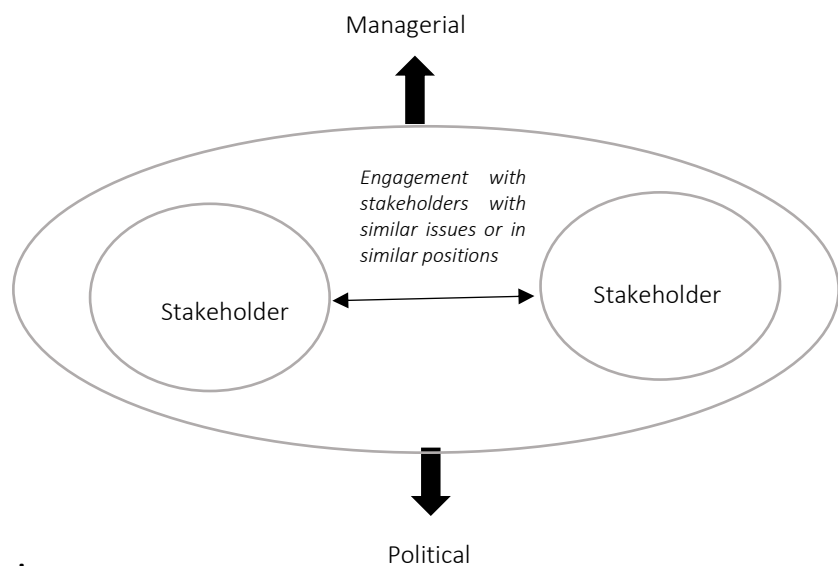 Managerial
Engagement with
stakeholders with
similar issues or in
similar positions
Stakeholder
Stakeholder
Political